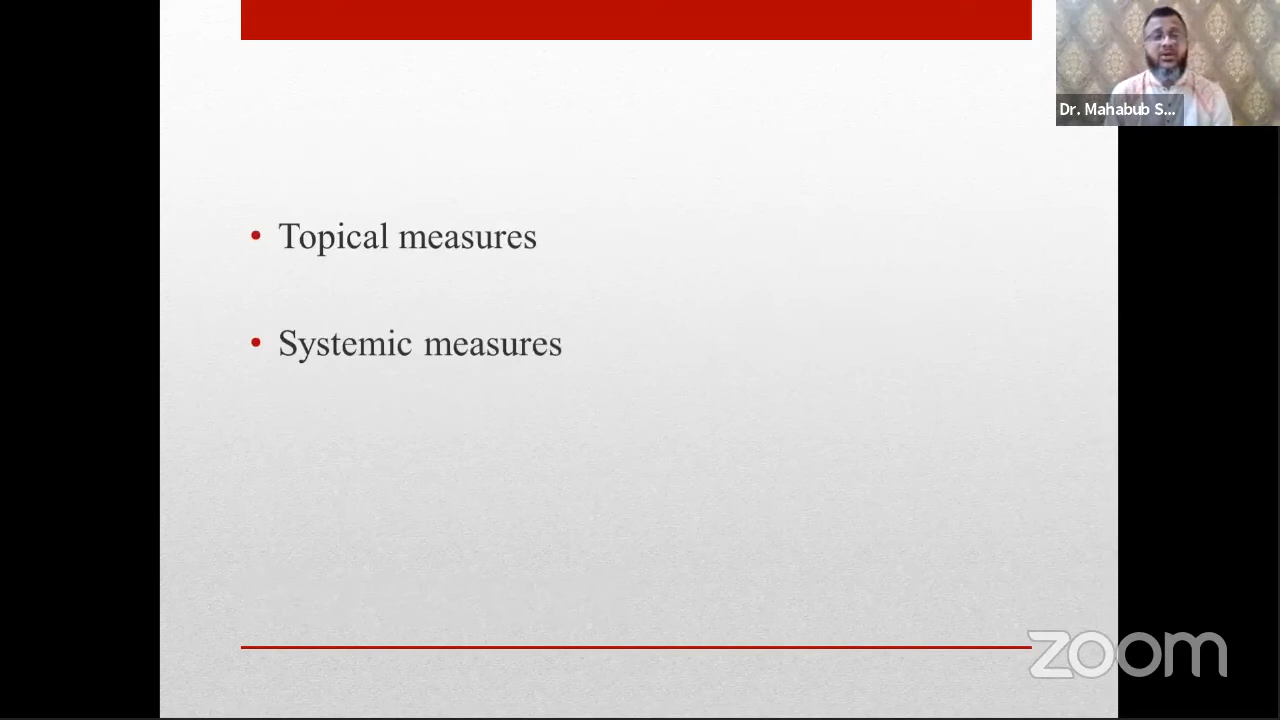 Dr. Mahabub S...
• Topical measures
• Systemic measures
zoom